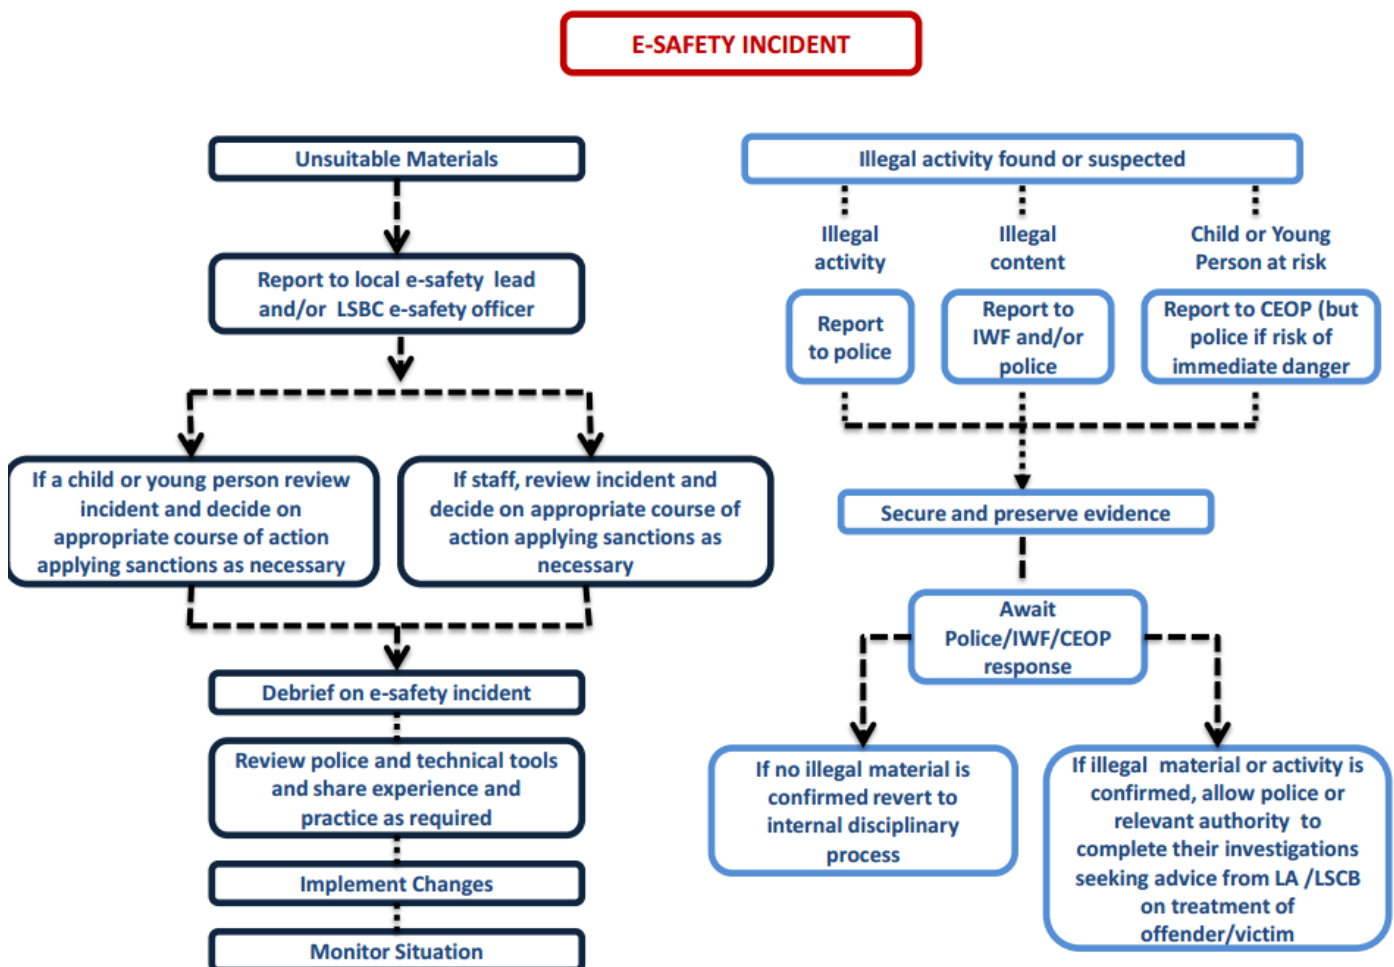 E-SAFETY INCIDENT
Unsuitable Materials
Report to local e-safety lead
and/or LSBC e-safety officer
If a child or young person review
incident and decide on
appropriate course of action
applying sanctions as necessary
If staff, review incident and
decide on appropriate course of
action applying sanctions as
necessary
Debrief on e-safety incident
Review police and technical tools
and share experience and
practice as required
Implement Changes
Monitor Situation
Illegal activity found or suspected
Illegal
activity
Illegal
content
Child or Young
Person at risk
Report
to police
Report to
IWF and/or
police
Report to CEOP (but
police if risk of
immediate danger
Secure and preserve evidence
Await
Police/IWF/CEOP
response
If no illegal material is
confirmed revert to
internal disciplinary
process
If illegal material or activity is
confirmed, allow police or
relevant authority to
complete their investigations
seeking advice from LA /LSCB
on treatment of
offender/victim